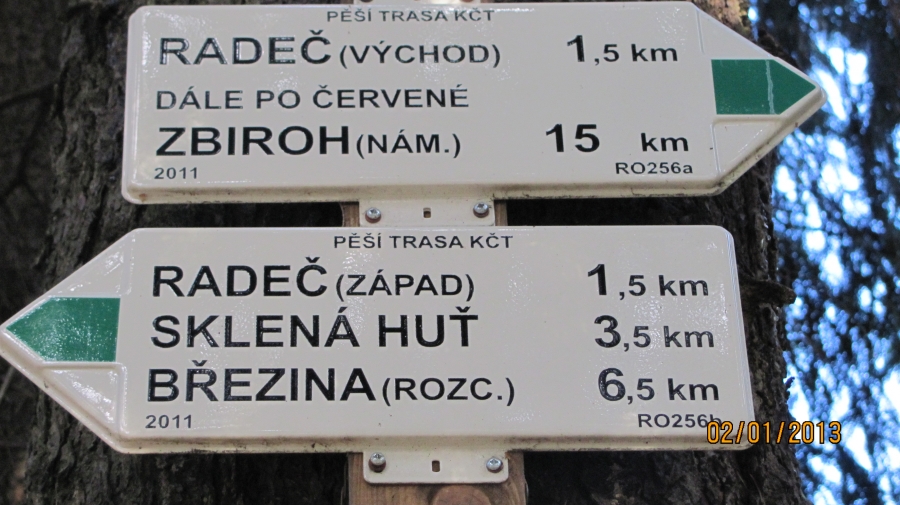 PĚŠÍ TRASA KČT
RADEČ (VÝCHOD) 1,5 km
DÁLE PO ČERVENÉ
ZBIROH (NÁM.) 15 km
2011 RO256a
PĚŠÍ TRASA KČT
RADEČ (ZÁPAD) 1,5 km
SKLENÁ HUŤ 3,5 km
BŘEZINA (ROZC.) 6,5 km
2011 RO256b
02/01/2013